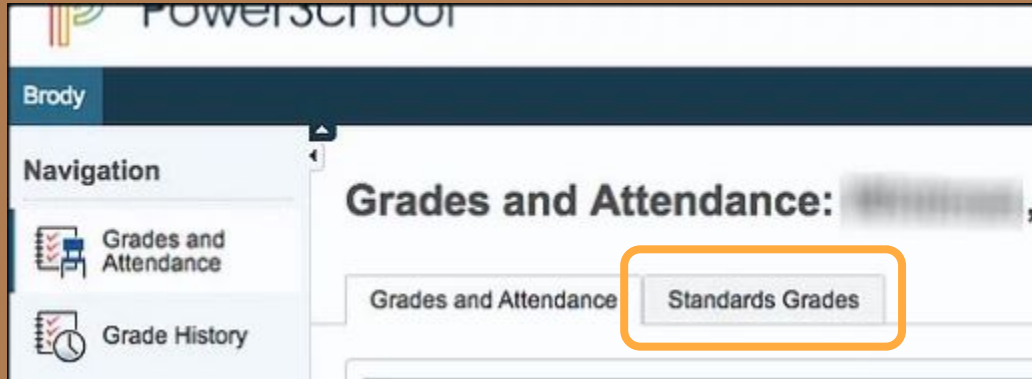 PowerSchool
Brody
Navigation
Grades and Attendance: ,
Grades and
Attendance
Grades and Attendance
Standards Grades
Grade History